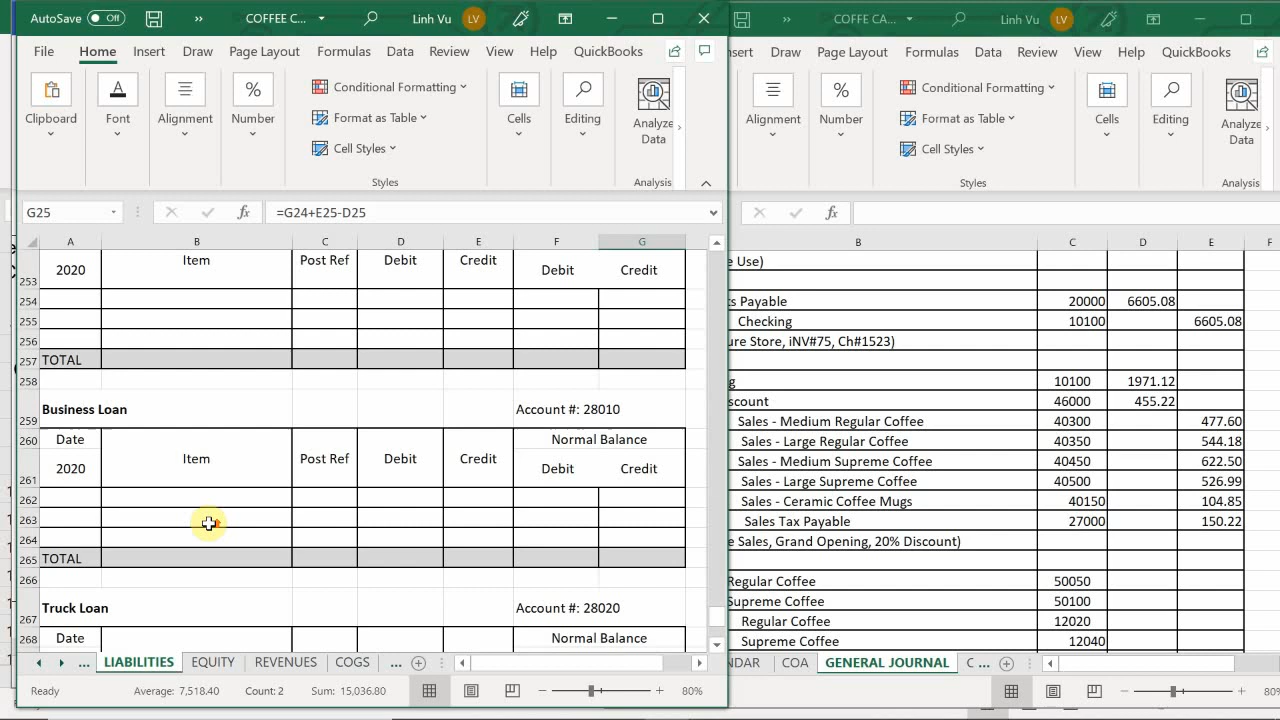 AutoSave Off COFFEE C... Linh Vu LV
COFFE CA... Linh Vu LV
File Home Insert Draw Page Layout Formulas Data Review View Help QuickBooks
nsert Draw Page Layout Formulas Data Review View Help QuickBooks
Clipboard Font Alignment Number Conditional Formatting Format as Table Cell Styles Styles Cells Editing Analyze Data Analysis
Alignment Number Conditional Formatting Format as Table Cell Styles Styles Cells Editing Analyze Data Analysis
G25 fx =G24+E25-D25
fx
A B C D E F G
253 2020 Item Post Ref Debit Credit Debit Credit
254
255
256
257 TOTAL
258
259 Business Loan Account #: 28010
260 Date Normal Balance
261 2020 Item Post Ref Debit Credit Debit Credit
262
263
264
265 TOTAL
266
267 Truck Loan Account #: 28020
268 Date Normal Balance
... LIABILITIES EQUITY REVENUES COGS ...
Ready Average: 7,518.40 Count: 2 Sum: 15,036.80 80%
B C D E F
e Use)
ts Payable 20000 6605.08
Checking 10100 6605.08
ure Store, iNV#75, Ch#1523)
g 10100 1971.12
scount 46000 455.22
Sales - Medium Regular Coffee 40300 477.60
Sales - Large Regular Coffee 40350 544.18
Sales - Medium Supreme Coffee 40450 622.50
Sales - Large Supreme Coffee 40500 526.99
Sales - Ceramic Coffee Mugs 40150 104.85
Sales Tax Payable 27000 150.22
e Sales, Grand Opening, 20% Discount)
Regular Coffee 50050
Supreme Coffee 50100
Regular Coffee 12020
Supreme Coffee 12040
NDAR COA GENERAL JOURNAL C ...
80%